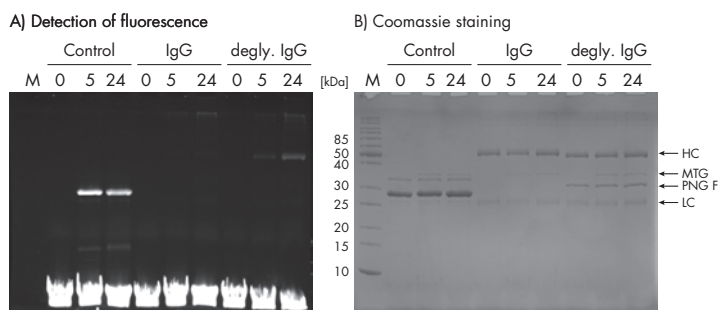 A) Detection of fluorescence
B) Coomassie staining
Control IgG degly. IgG
Control IgG degly. IgG
M 0 5 24 0 5 24 0 5 24
[kDa] M 0 5 24 0 5 24 0 5 24
85
50
40
30
25
20
15
10
HC
MTG
PNG F
LC